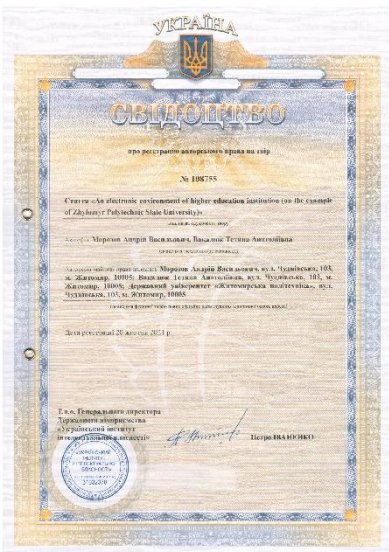 УКРАЇНА
СВІДОЦТВО
про реєстрацію авторського права на твір
№ 108755
Стаття «An electronic environment of higher education institution (on the example
of Zhytomyr Polytechnic State University)»
Морозов Андрій Васильович, Вакалюк Тетяна Анатоліївна
Морозов Андрій Васильович, вул. Чуднівська, 103,
м. Житомир, 10005; Вакалюк Тетяна Анатоліївна, вул. Чуднівська, 103, м.
Житомир, 10005; Державний університет «Житомирська політехніка», вул.
Чуднівська, 103, м. Житомир, 10005
Дата реєстрації 20 жовтня 2021 р.
Т.в.о. Генерального директора
Державного підприємства
«Український інститут
інтелектуальної власності»
Петро ІВАНЕНКО